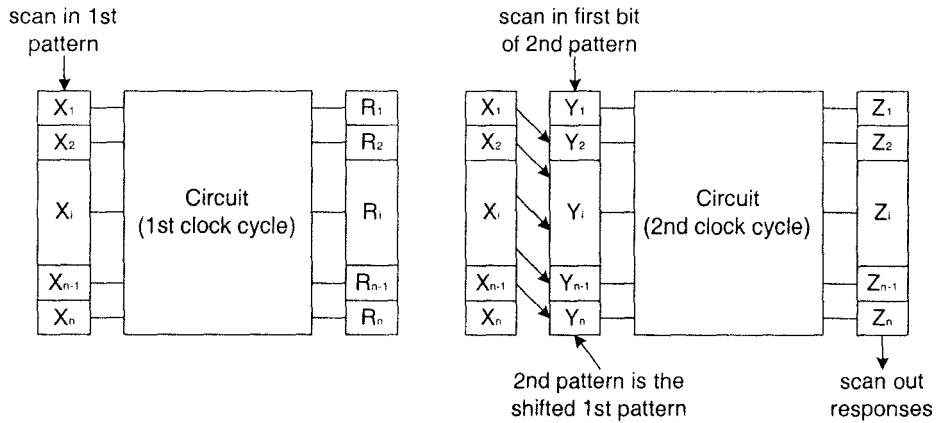 scan in 1st
pattern
X1
X2
Xi
Xn-1
Xn
Circuit
(1st clock cycle)
R1
R2
Ri
Rn-1
Rn
scan in first bit
of 2nd pattern
X1
X2
Xi
Xn-1
Xn
Y1
Y2
Yi
Yn-1
Yn
Circuit
(2nd clock cycle)
Z1
Z2
Zi
Zn-1
Zn
2nd pattern is the
shifted 1st pattern
scan out
responses